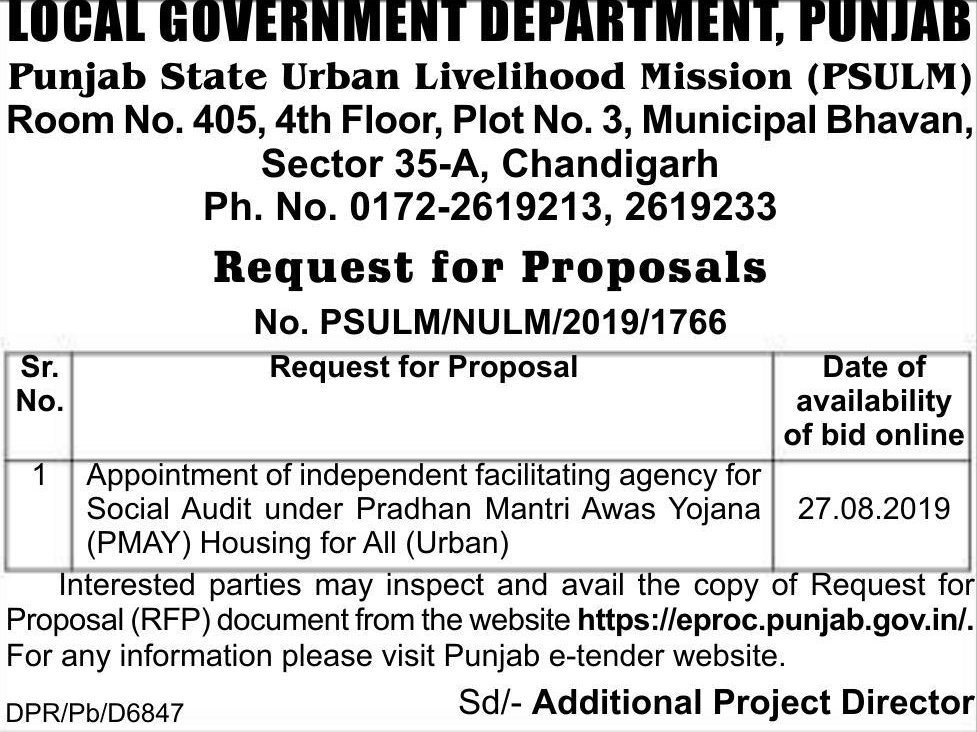 LOCAL GOVERNMENT DEPARTMENT, PUNJAB
Punjab State Urban Livelihood Mission (PSULM)
Room No. 405, 4th Floor, Plot No. 3, Municipal Bhavan,
Sector 35-A, Chandigarh
Ph. No. 0172-2619213, 2619233
Request for Proposals
No. PSULM/NULM/2019/1766
Sr. No.
Request for Proposal
Date of availability of bid online
1
Appointment of independent facilitating agency for
Social Audit under Pradhan Mantri Awas Yojana
(PMAY) Housing for All (Urban)
27.08.2019
Interested parties may inspect and avail the copy of Request for
Proposal (RFP) document from the website https://eproc.punjab.gov.in/.
For any information please visit Punjab e-tender website.
Sd/- Additional Project Director
DPR/Pb/D6847